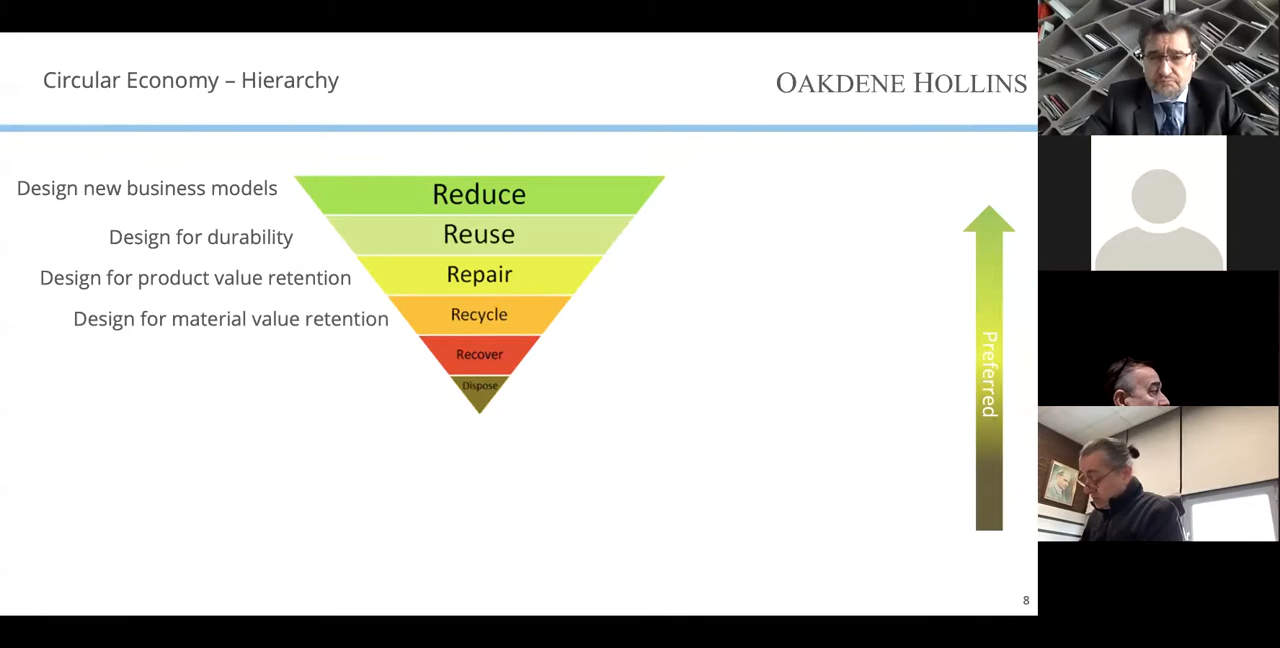 Circular Economy – Hierarchy
OAKDENE HOLLINS
Design new business models
Reduce
Design for durability
Reuse
Design for product value retention
Repair
Design for material value retention
Recycle
Recover
Dispose
Preferred
8